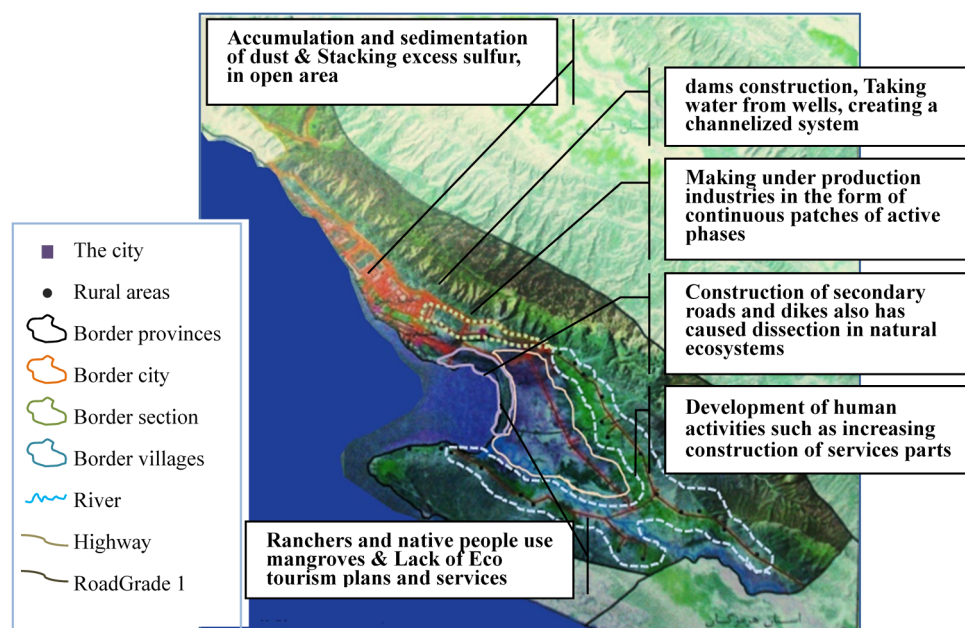 Accumulation and sedimentation
of dust & Stacking excess sulfur,
in open area
dams construction, Taking
water from wells, creating a
channelized system
Making under production
industries in the form of
continuous patches of active
phases
Construction of secondary
roads and dikes also has
caused dissection in natural
ecosystems
Development of human
activities such as increasing
construction of services parts
Ranchers and native people use
mangroves & Lack of Eco
tourism plans and services
The city
Rural areas
Border provinces
Border city
Border section
Border villages
River
Highway
RoadGrade 1
استان هرمزگان